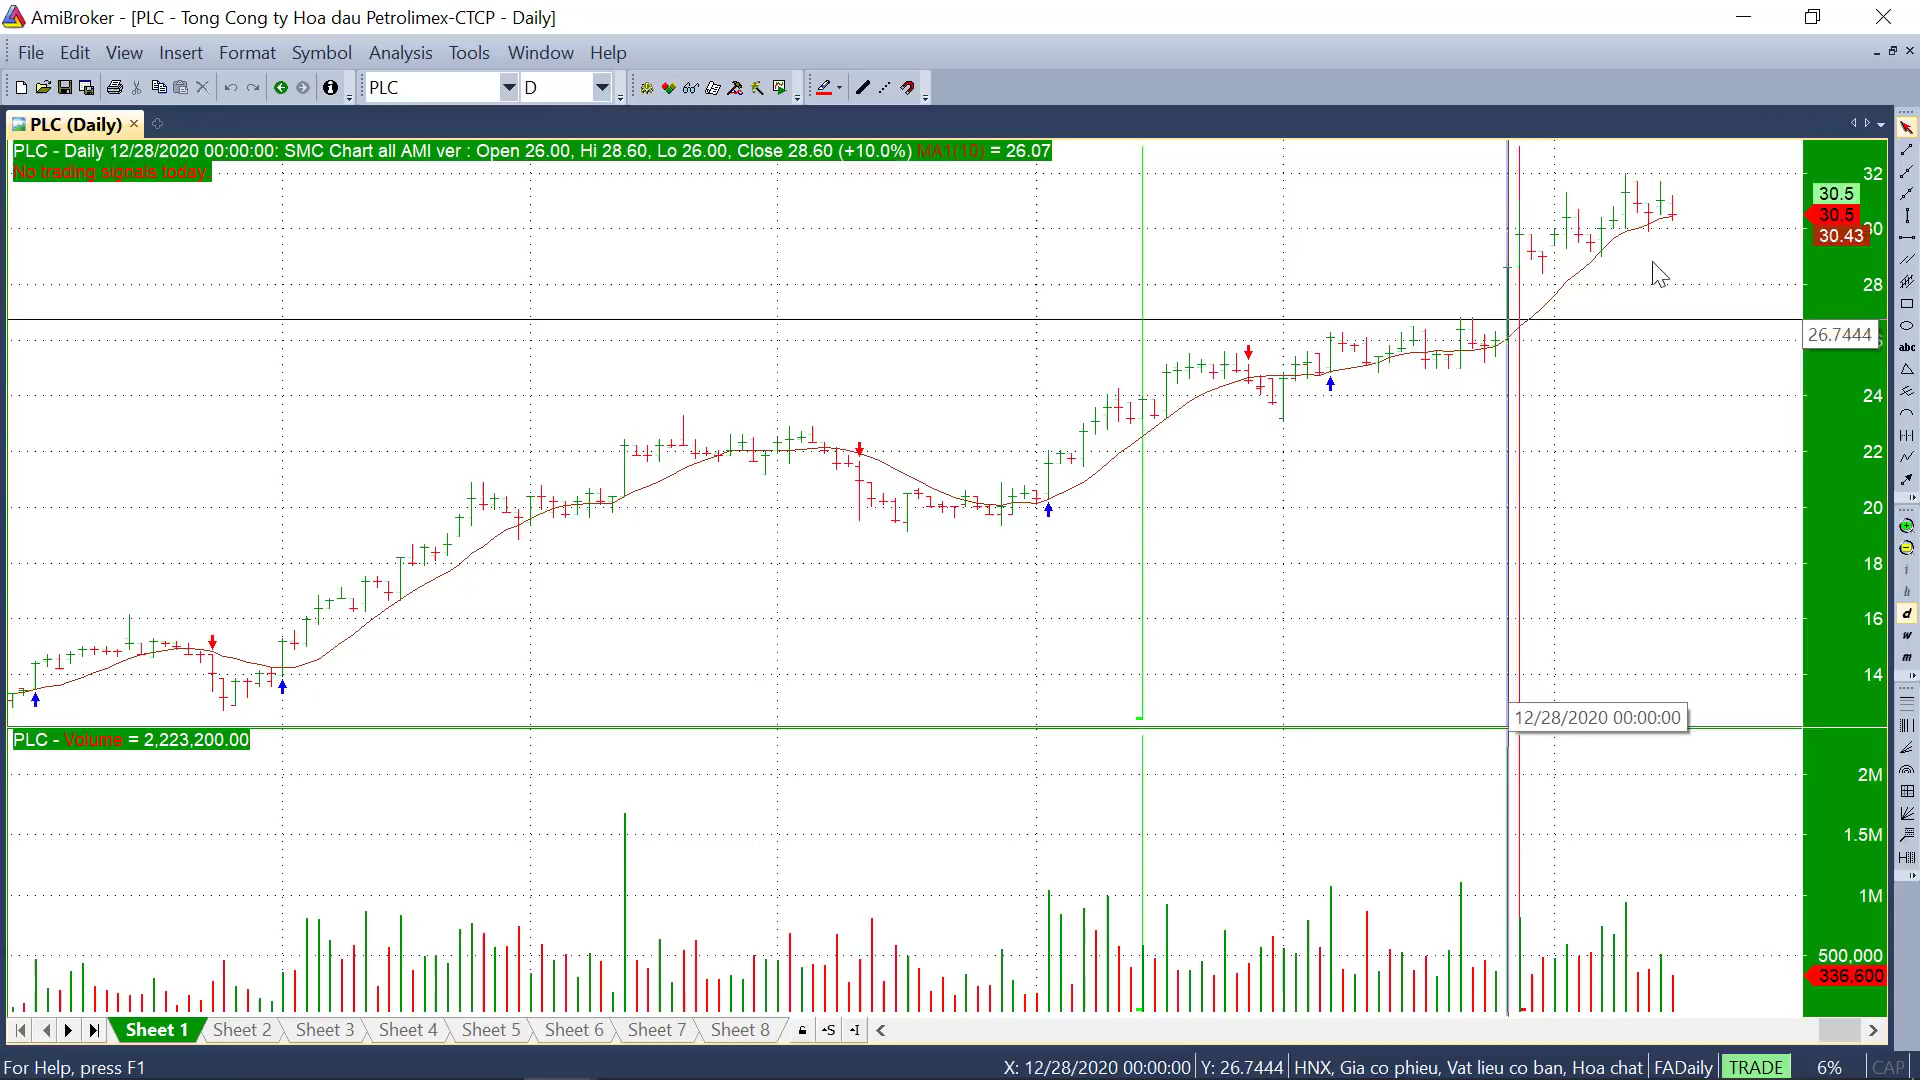 AmiBroker - [PLC - Tong Cong ty Hoa dau Petrolimex-CTCP - Daily]
File Edit View Insert Format Symbol Analysis Tools Window Help
PLC D
PLC (Daily)
PLC - Daily 12/28/2020 00:00:00: SMC Chart all AMI ver : Open 26.00, Hi 28.60, Lo 26.00, Close 28.60 (+10.0%) MA1(10) = 26.07
No trading signals today
32
30.5
30.5
30.43
28
26.7444
24
22
20
18
16
14
12/28/2020 00:00:00
PLC - Volume = 2,223,200.00
2M
1.5M
1M
500,000
336,600
abc
i
h
d
w
m
Sheet 1 Sheet 2 Sheet 3 Sheet 4 Sheet 5 Sheet 6 Sheet 7 Sheet 8
For Help, press F1 X: 12/28/2020 00:00:00 Y: 26.7444 HNX, Gia co phieu, Vat lieu co ban, Hoa chat FADaily TRADE 6% CAP